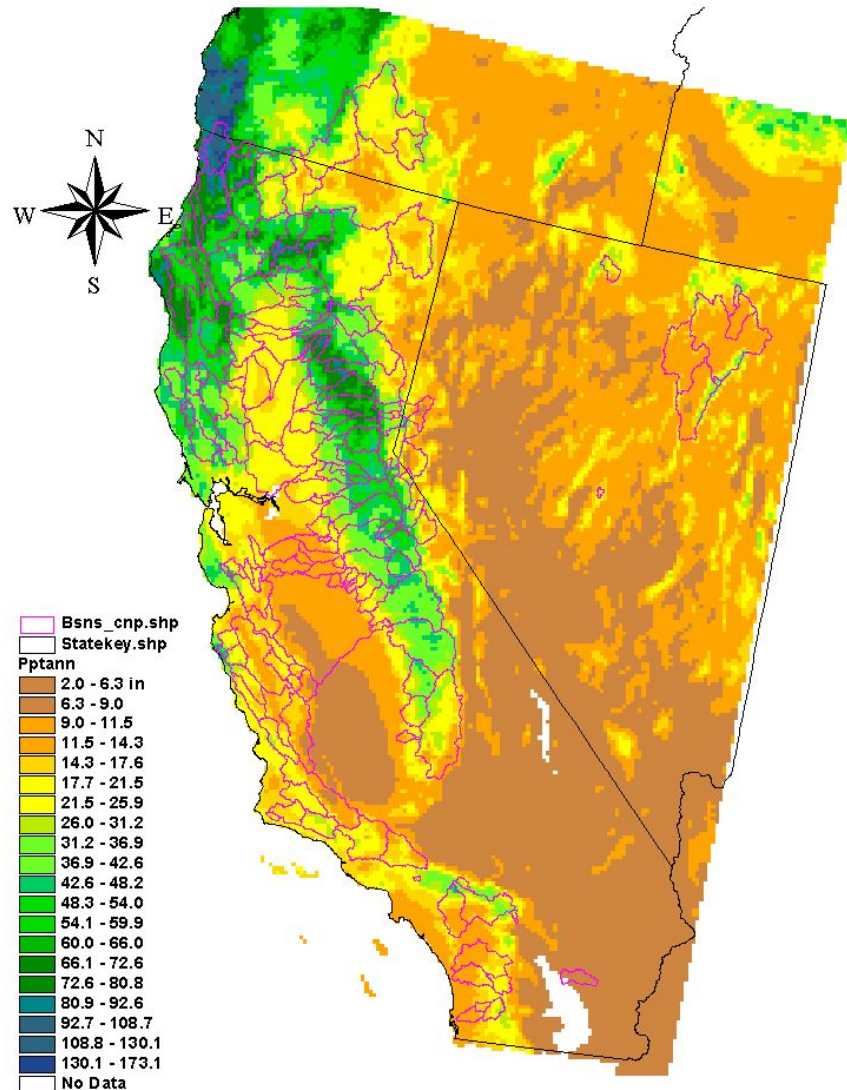 N
W E
S
Bsns_cnp.shp
Statekey.shp
Pptann
2.0 - 6.3 in
6.3 - 9.0
9.0 - 11.5
11.5 - 14.3
14.3 - 17.6
17.7 - 21.5
21.5 - 25.9
26.0 - 31.2
31.2 - 36.9
36.9 - 42.6
42.6 - 48.2
48.3 - 54.0
54.1 - 59.9
60.0 - 66.0
66.1 - 72.6
72.6 - 80.8
80.9 - 92.6
92.7 - 108.7
108.8 - 130.1
130.1 - 173.1
No Data